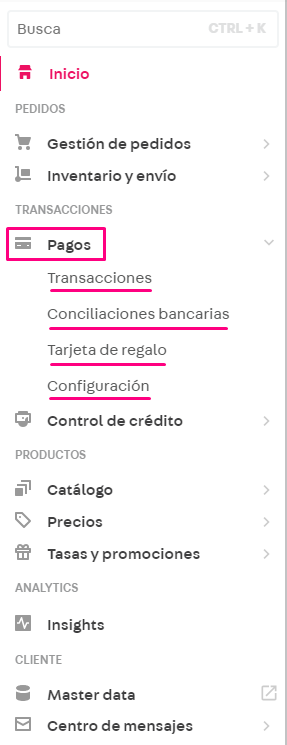 Busca CTRL + K
Inicio
PEDIDOS
Gestión de pedidos
Inventario y envío
TRANSACCIONES
Pagos
Transacciones
Conciliaciones bancarias
Tarjeta de regalo
Configuración
Control de crédito
PRODUCTOS
Catálogo
Precios
Tasas y promociones
ANALYTICS
Insights
CLIENTE
Master data
Centro de mensajes